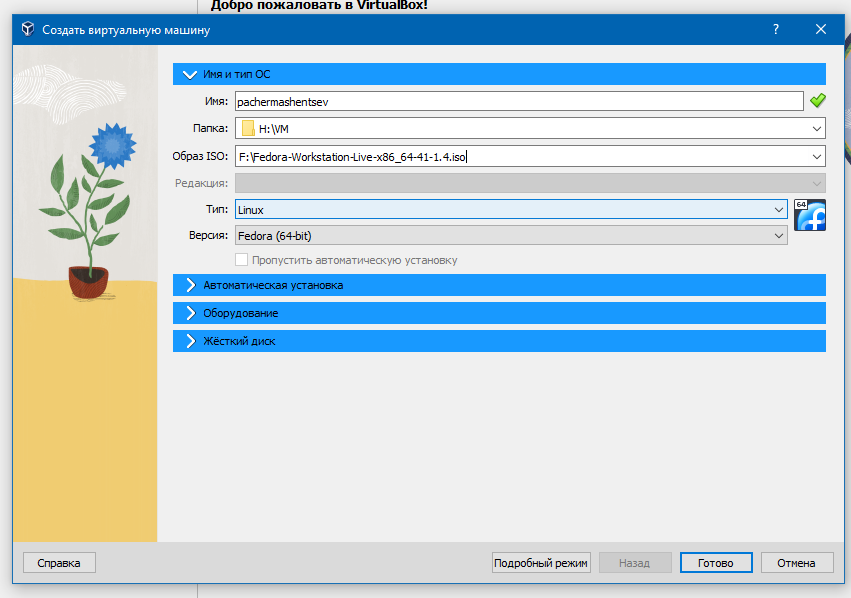 Добро пожаловать в VirtualBox!
Создать виртуальную машину
?
Имя и тип ОС
Имя: pachermashentsev
Папка: H:\VM
Образ ISO: F:\Fedora-Workstation-Live-x86_64-41-1.4.iso
Редакция:
Тип: Linux
64
Версия: Fedora (64-bit)
Пропустить автоматическую установку
Автоматическая установка
Оборудование
Жёсткий диск
Справка Подробный режим Назад Готово Отмена